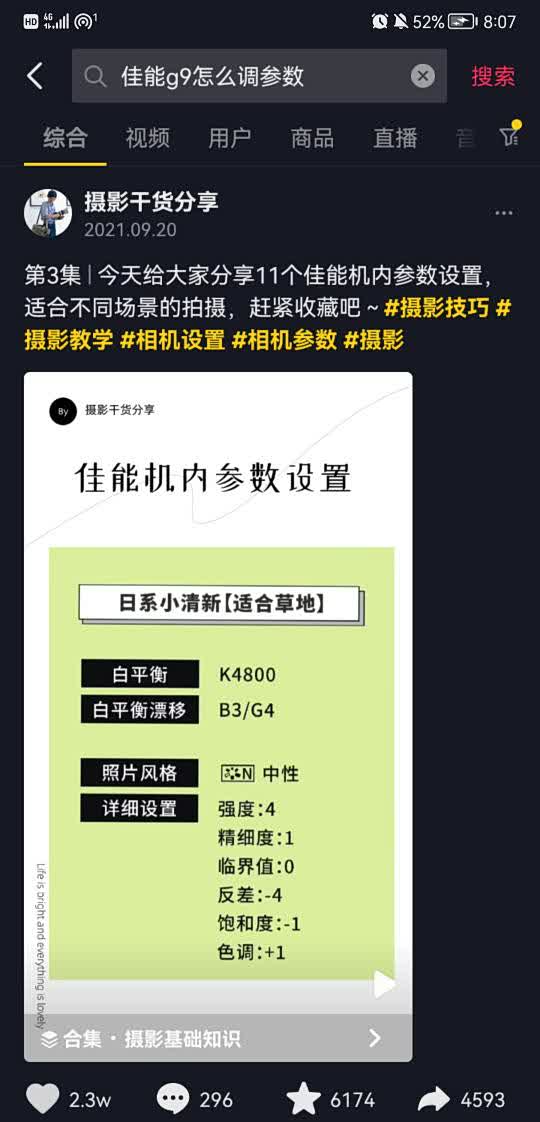 HD 4G 1 52% 8:07
佳能g9怎么调参数 搜索
综合 视频 用户 商品 直播 音
摄影干货分享
2021.09.20
第3集 | 今天给大家分享11个佳能机内参数设置，
适合不同场景的拍摄，赶紧收藏吧 ~ #摄影技巧 #
摄影教学 #相机设置 #相机参数 #摄影
By 摄影干货分享
佳能机内参数设置
日系小清新【适合草地】
白平衡 K4800
白平衡漂移 B3/G4
照片风格 N 中性
详细设置 强度:4
精细度:1
临界值:0
反差:-4
饱和度:-1
色调:+1
Life is bright and everything is lovely
合集 · 摄影基础知识
2.3w 296 6174 4593